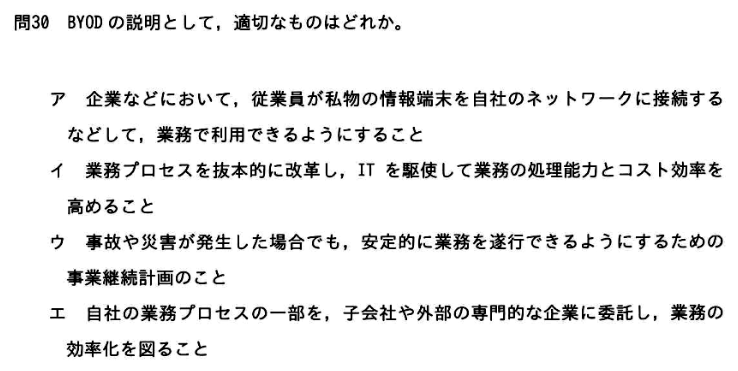 問30 BYODの説明として，適切なものはどれか。
ア 企業などにおいて，従業員が私物の情報端末を自社のネットワークに接続する
などして，業務で利用できるようにすること
イ 業務プロセスを抜本的に改革し，IT を駆使して業務の処理能力とコスト効率を
高めること
ウ 事故や災害が発生した場合でも，安定的に業務を遂行できるようにするための
事業継続計画のこと
エ 自社の業務プロセスの一部を，子会社や外部の専門的な企業に委託し，業務の
効率化を図ること